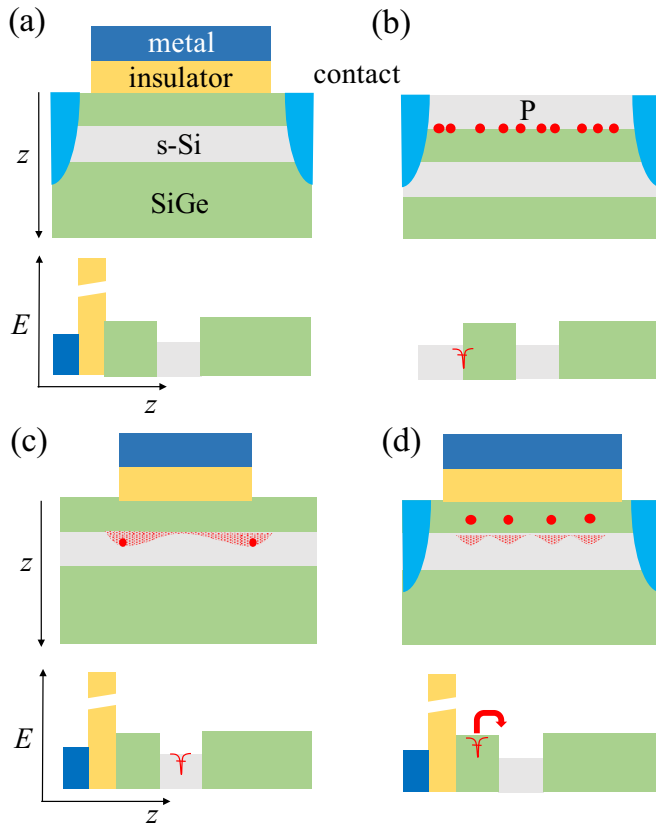 (a)
(b)
metal
insulator
contact
P
z
s-Si
SiGe
E
z
(c)
(d)
z
E
z